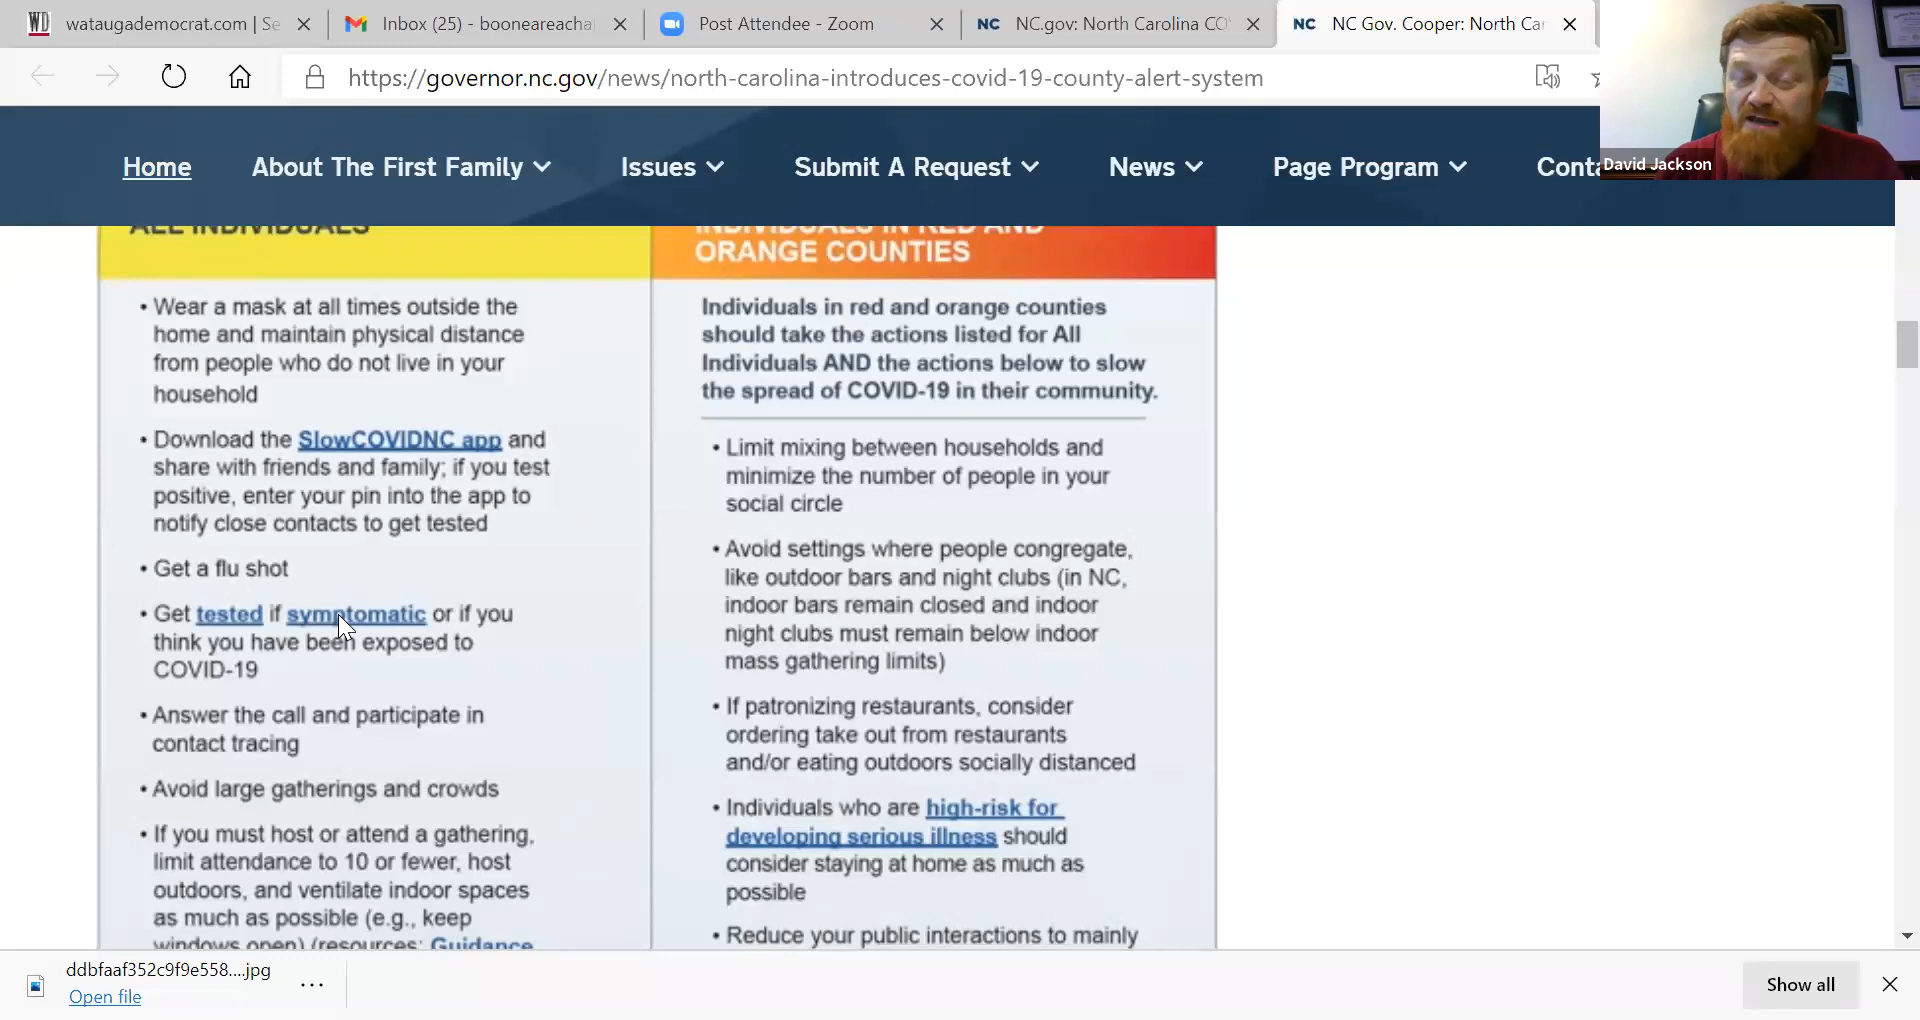 wataugademocrat.com | Se
Inbox (25) - booneareacha
Post Attendee - Zoom
NC NC.gov: North Carolina CO
NC NC Gov. Cooper: North Car
https://governor.nc.gov/news/north-carolina-introduces-covid-19-county-alert-system
David Jackson
Home
About The First Family
Issues
Submit A Request
News
Page Program
Conta
ALL INDIVIDUALS
INDIVIDUALS IN RED AND
ORANGE COUNTIES
• Wear a mask at all times outside the
home and maintain physical distance
from people who do not live in your
household
• Download the SlowCOVIDNC app and
share with friends and family; if you test
positive, enter your pin into the app to
notify close contacts to get tested
• Get a flu shot
• Get tested if symptomatic or if you
think you have been exposed to
COVID-19
• Answer the call and participate in
contact tracing
• Avoid large gatherings and crowds
• If you must host or attend a gathering,
limit attendance to 10 or fewer, host
outdoors, and ventilate indoor spaces
as much as possible (e.g., keep
windows open) (resources: Guidance
Individuals in red and orange counties
should take the actions listed for All
Individuals AND the actions below to slow
the spread of COVID-19 in their community.
• Limit mixing between households and
minimize the number of people in your
social circle
• Avoid settings where people congregate,
like outdoor bars and night clubs (in NC,
indoor bars remain closed and indoor
night clubs must remain below indoor
mass gathering limits)
• If patronizing restaurants, consider
ordering take out from restaurants
and/or eating outdoors socially distanced
• Individuals who are high-risk for
developing serious illness should
consider staying at home as much as
possible
• Reduce your public interactions to mainly
ddbfaaf352c9f9e558....jpg
Open file
Show all